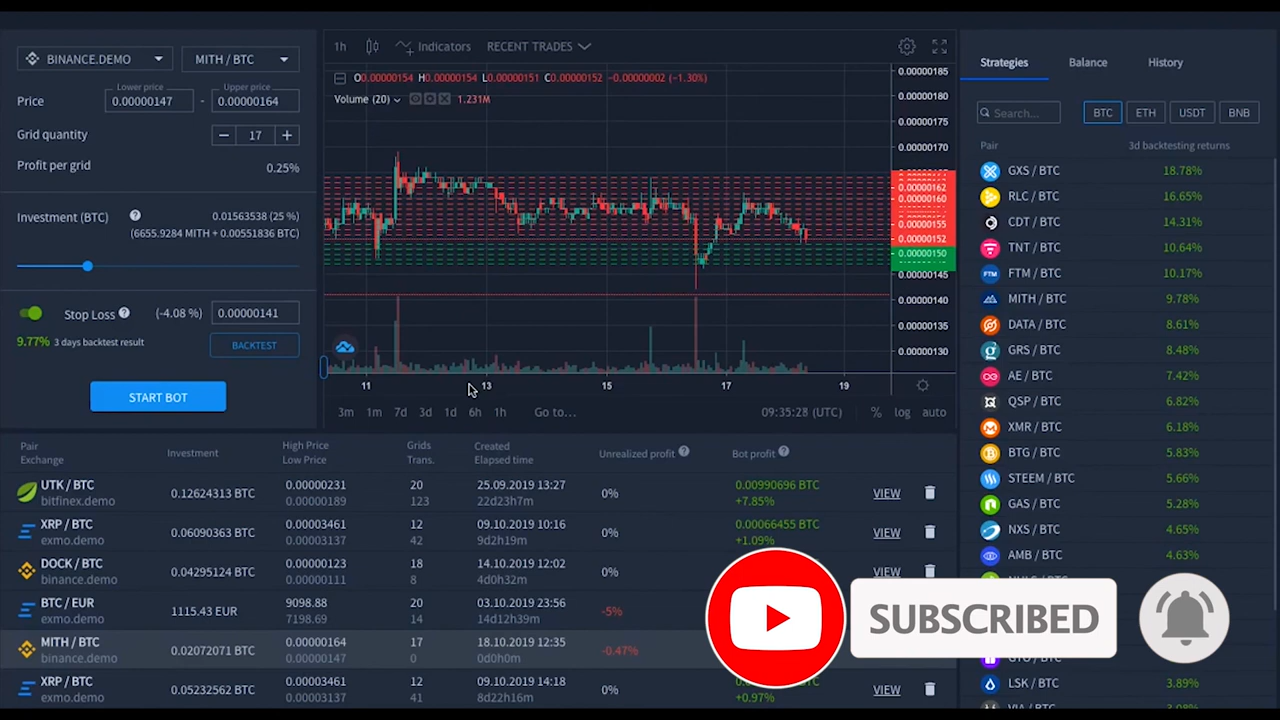 BINANCE.DEMO
MITH / BTC
Lower price
Upper price
Price
0.00000147 - 0.00000164
Grid quantity
− 17 +
Profit per grid
0.25%
Investment (BTC) ?
0.01563538 (25 %)
Stop Loss ? (-4.08 %) 0.00000141
9.77% 3 days backtest result
BACKTEST
START BOT
1h
Indicators
RECENT TRADES
O0.00000154 H0.00000154 L0.00000151 C0.00000152 −0.00000002 (−1.30%)
Volume (20)
1.231M
0.00000185
0.00000180
0.00000175
0.00000170
0.00000162
0.00000160
0.00000155
0.00000152
0.00000150
0.00000145
0.00000140
0.00000135
0.00000130
11 13 15 17 19
3m 1m 7d 3d 1d 6h 1h Go to...
09:35:28 (UTC) % log auto
Strategies Balance History
Search...
BTC ETH USDT BNB
Pair 3d backtesting returns
GXS / BTC 18.78%
RLC / BTC 16.65%
CDT / BTC 14.31%
TNT / BTC 10.64%
FTM / BTC 10.17%
MITH / BTC 9.78%
DATA / BTC 8.61%
GRS / BTC 8.48%
AE / BTC 7.42%
QSP / BTC 6.82%
XMR / BTC 6.18%
BTG / BTC 5.83%
STEEM / BTC 5.66%
GAS / BTC 5.28%
NXS / BTC 4.65%
AMB / BTC 4.63%
LSK / BTC 3.89%
Pair
Exchange
Investment
High Price
Low Price
Grids
Trans.
Created
Elapsed time
Unrealized profit ?
Bot profit ?
UTK / BTC
bitfinex.demo
0.12624313 BTC
0.00000231
0.00000189
20
123
25.09.2019 13:27
22d23h7m
0%
0.00990696 BTC
+7.85%
VIEW
XRP / BTC
exmo.demo
0.06090363 BTC
0.00003461
0.00003137
12
42
09.10.2019 10:16
9d2h19m
0%
0.00066455 BTC
+1.09%
VIEW
DOCK / BTC
binance.demo
0.04295124 BTC
0.00000123
0.00000111
18
8
14.10.2019 12:02
4d0h32m
0%
VIEW
BTC / EUR
exmo.demo
1115.43 EUR
9098.88
7198.69
20
14
03.10.2019 23:56
14d12h39m
-5%
MITH / BTC
binance.demo
0.02072071 BTC
0.00000164
0.00000147
17
0
18.10.2019 12:35
0d0h0m
-0.47%
XRP / BTC
exmo.demo
0.05232562 BTC
0.00003461
0.00003137
12
41
09.10.2019 14:18
8d22h16m
0%
+0.97%
VIEW
SUBSCRIBED